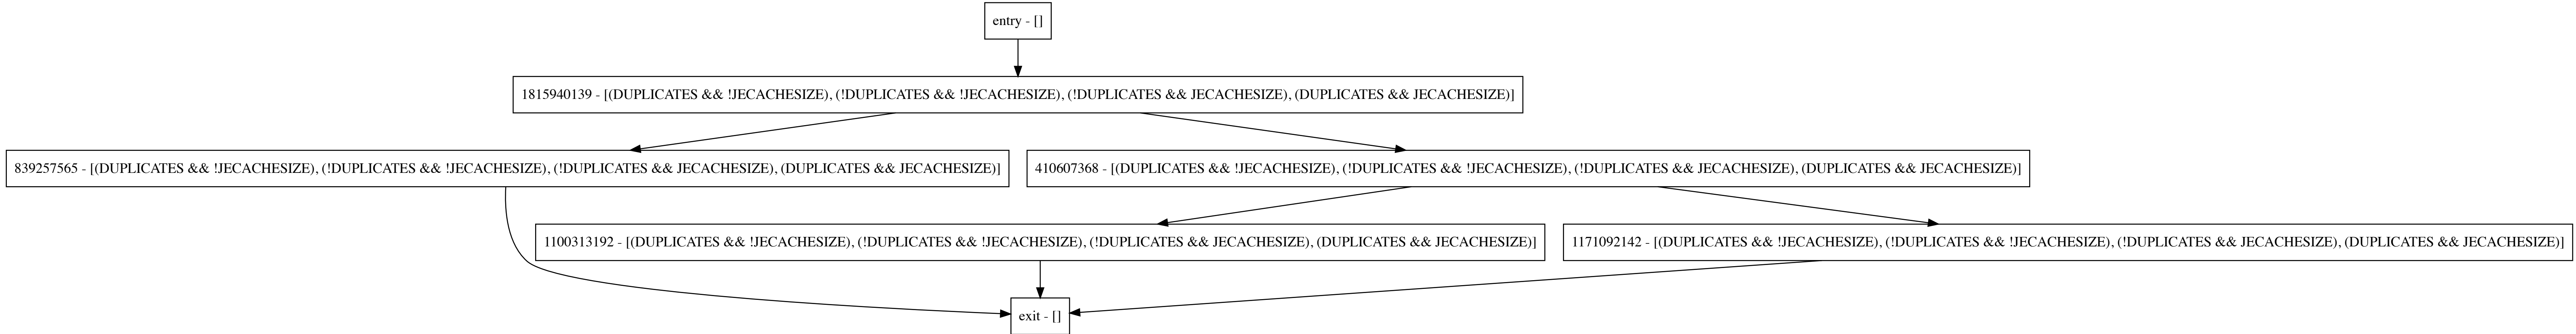 entry - []
1815940139 - [(DUPLICATES && !JECACHESIZE), (!DUPLICATES && !JECACHESIZE), (!DUPLICATES && JECACHESIZE), (DUPLICATES && JECACHESIZE)]
839257565 - [(DUPLICATES && !JECACHESIZE), (!DUPLICATES && !JECACHESIZE), (!DUPLICATES && JECACHESIZE), (DUPLICATES && JECACHESIZE)]
410607368 - [(DUPLICATES && !JECACHESIZE), (!DUPLICATES && !JECACHESIZE), (!DUPLICATES && JECACHESIZE), (DUPLICATES && JECACHESIZE)]
1100313192 - [(DUPLICATES && !JECACHESIZE), (!DUPLICATES && !JECACHESIZE), (!DUPLICATES && JECACHESIZE), (DUPLICATES && JECACHESIZE)]
1171092142 - [(DUPLICATES && !JECACHESIZE), (!DUPLICATES && !JECACHESIZE), (!DUPLICATES && JECACHESIZE), (DUPLICATES && JECACHESIZE)]
exit - []